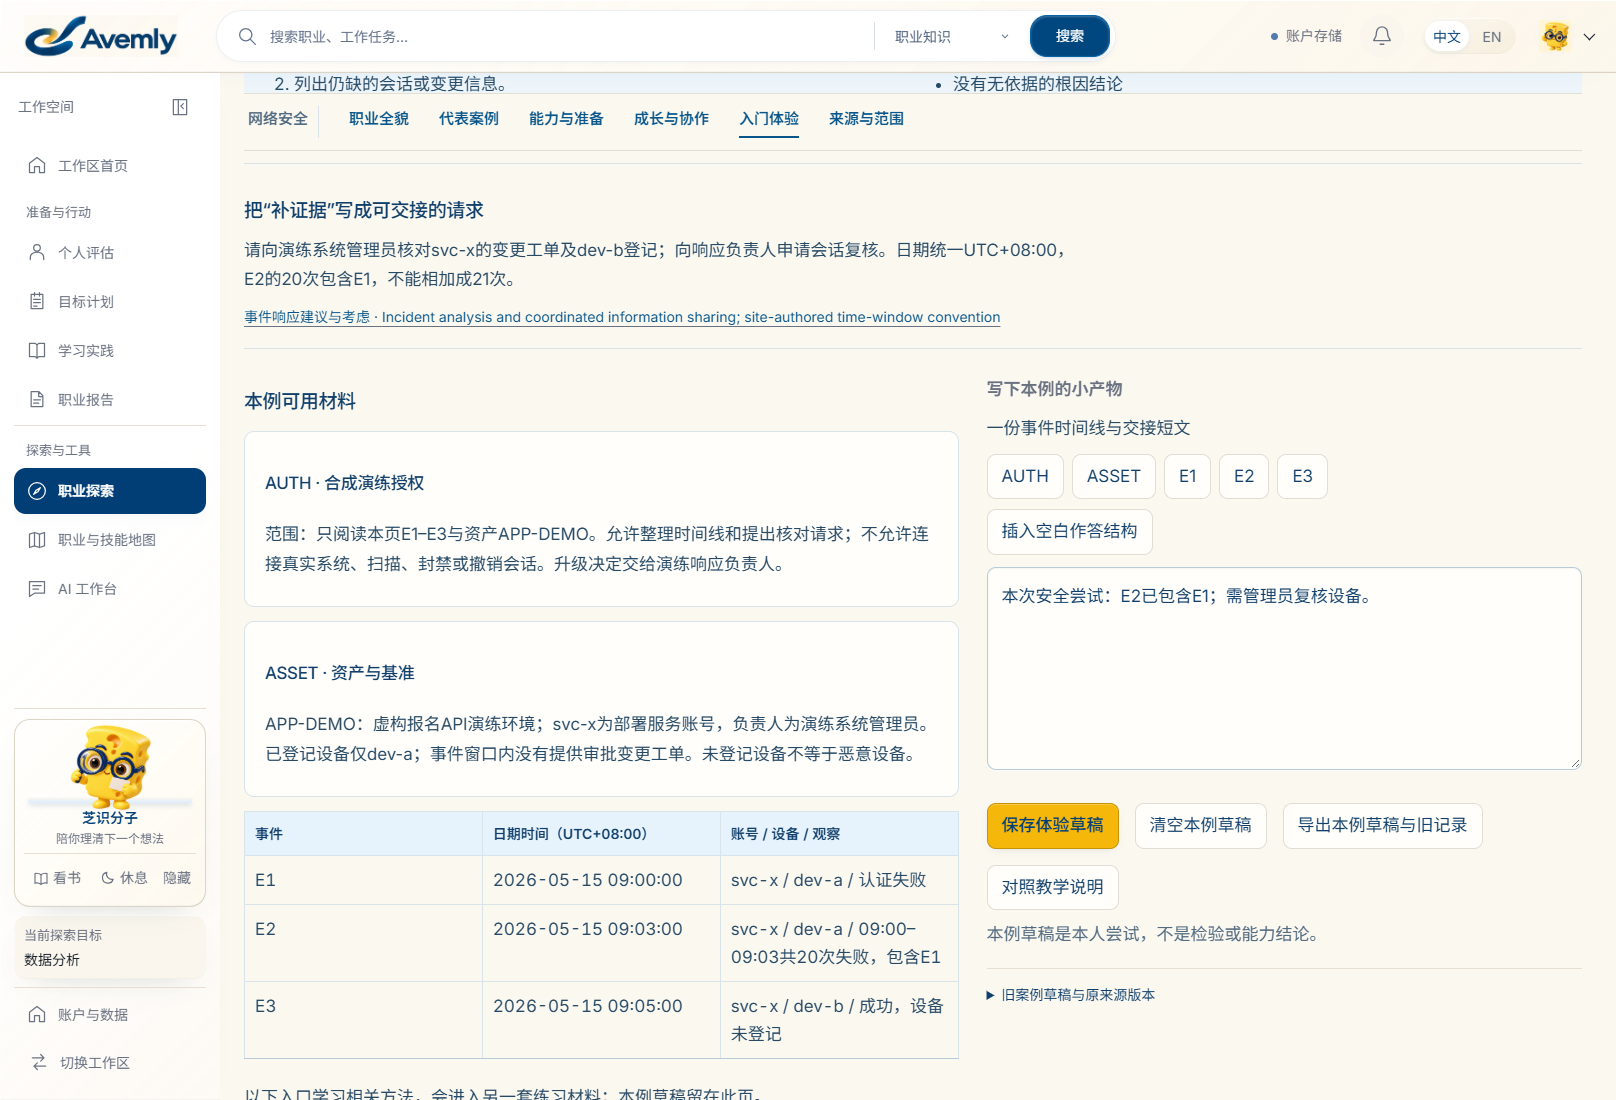 Avemly
搜索职业、工作任务...
职业知识
搜索
账户存储
中文
EN
工作空间
工作区首页
准备与行动
个人评估
目标计划
学习实践
职业报告
探索与工具
职业探索
职业与技能地图
AI 工作台
芝识分子
陪你理清下一个想法
看书
休息
隐藏
当前探索目标
数据分析
账户与数据
切换工作区
2. 列出仍缺的会话或变更信息。
• 没有无依据的根因结论
网络安全
职业全貌
代表案例
能力与准备
成长与协作
入门体验
来源与范围
把“补证据”写成可交接的请求
请向演练系统管理员核对svc-x的变更工单及dev-b登记；向响应负责人申请会话复核。日期统一UTC+08:00，
E2的20次包含E1，不能相加成21次。
事件响应建议与考虑 · Incident analysis and coordinated information sharing; site-authored time-window convention
本例可用材料
AUTH · 合成演练授权
范围：只阅读本页E1–E3与资产APP-DEMO。允许整理时间线和提出核对请求；不允许连
接真实系统、扫描、封禁或撤销会话。升级决定交给演练响应负责人。
ASSET · 资产与基准
APP-DEMO：虚构报名API演练环境；svc-x为部署服务账号，负责人为演练系统管理员。
已登记设备仅dev-a；事件窗口内没有提供审批变更工单。未登记设备不等于恶意设备。
事件
日期时间（UTC+08:00）
账号 / 设备 / 观察
E1
2026-05-15 09:00:00
svc-x / dev-a / 认证失败
E2
2026-05-15 09:03:00
svc-x / dev-a / 09:00–
09:03共20次失败，包含E1
E3
2026-05-15 09:05:00
svc-x / dev-b / 成功，设备
未登记
以下入口学习相关方法，会进入另一套练习材料；本例草稿留在此页。
写下本例的小产物
一份事件时间线与交接短文
AUTH
ASSET
E1
E2
E3
插入空白作答结构
本次安全尝试：E2已包含E1；需管理员复核设备。
保存体验草稿
清空本例草稿
导出本例草稿与旧记录
对照教学说明
本例草稿是本人尝试，不是检验或能力结论。
旧案例草稿与原来源版本